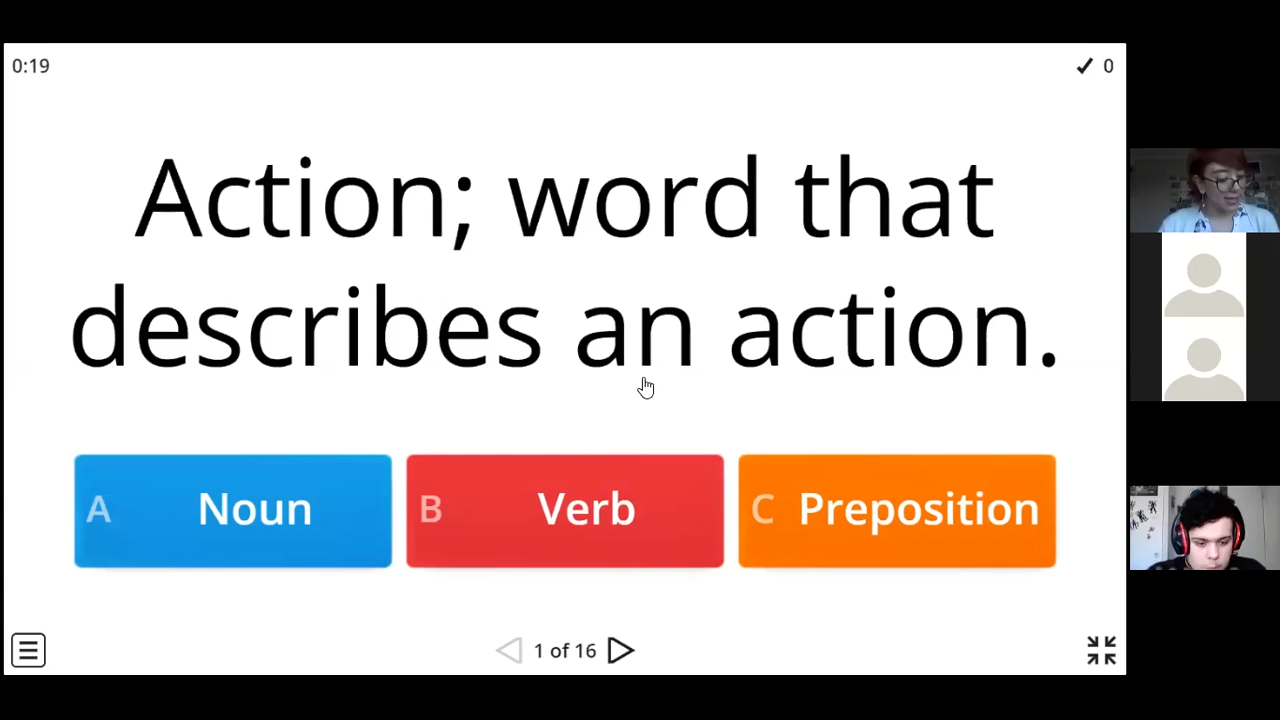 0:19
✓ 0
Action; word that
describes an action.
A Noun
B Verb
C Preposition
1 of 16